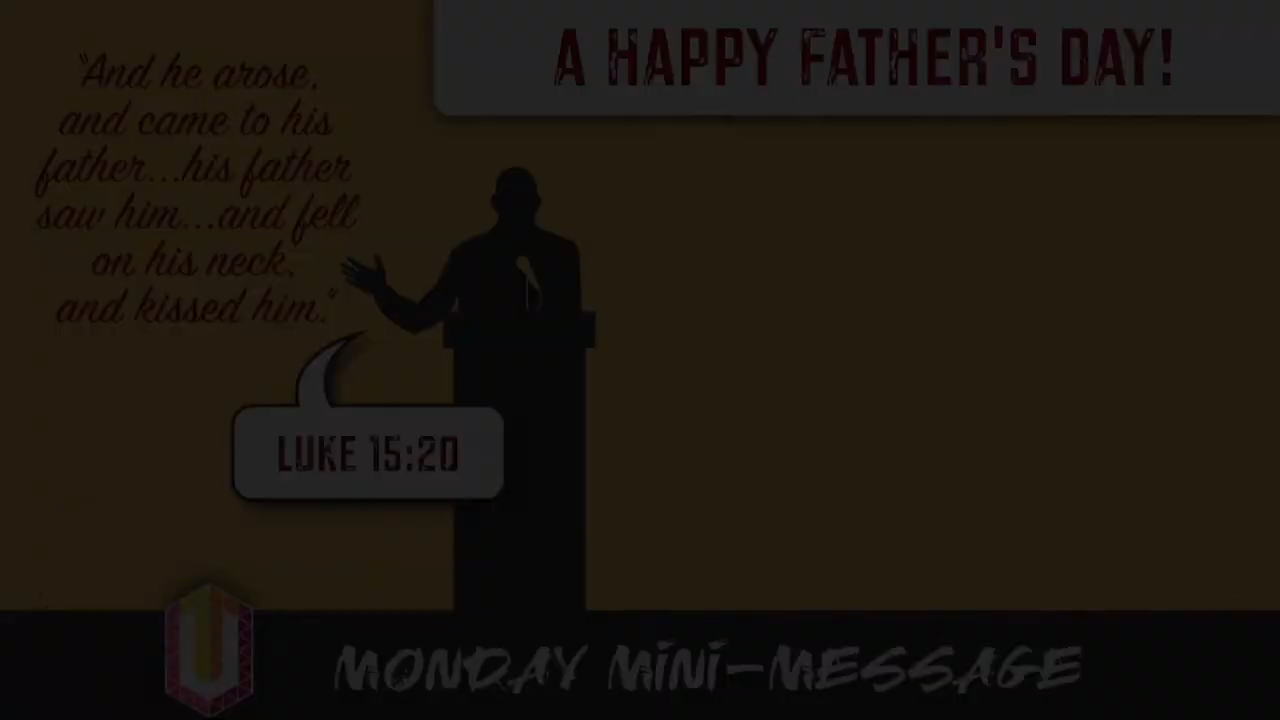 A HAPPY FATHER'S DAY!
"And he arose,
and came to his
father...his father
saw him...and fell
on his neck,
and kissed him."
LUKE 15:20
MONDAY MINI-MESSAGE